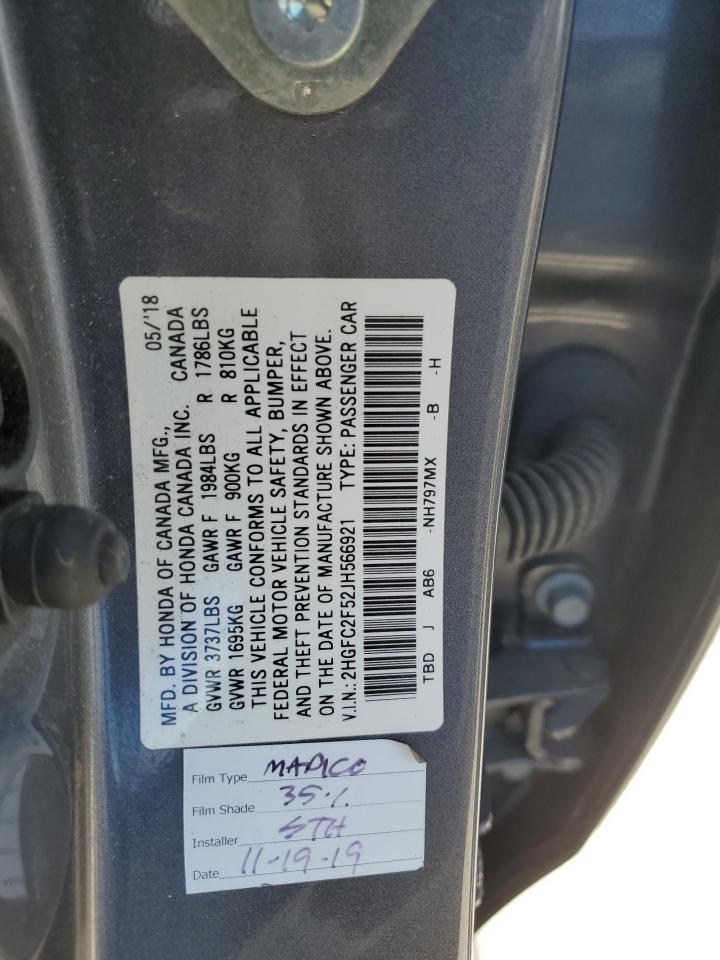 MFD. BY HONDA OF CANADA MFG., 05/'18
A DIVISION OF HONDA CANADA INC. CANADA
GVWR 3737LBS GAWR F 1984LBS R 1786LBS
GVWR 1695KG GAWR F 900KG R 810KG
THIS VEHICLE CONFORMS TO ALL APPLICABLE
FEDERAL MOTOR VEHICLE SAFETY, BUMPER,
AND THEFT PREVENTION STANDARDS IN EFFECT
ON THE DATE OF MANUFACTURE SHOWN ABOVE.
V.I.N.: 2HGFC2F52JH566921 TYPE: PASSENGER CAR
TBD J AB6 -NH797MX -B -H
Film Type MAPICO
Film Shade 35%
Installer STH
Date 11-19-19